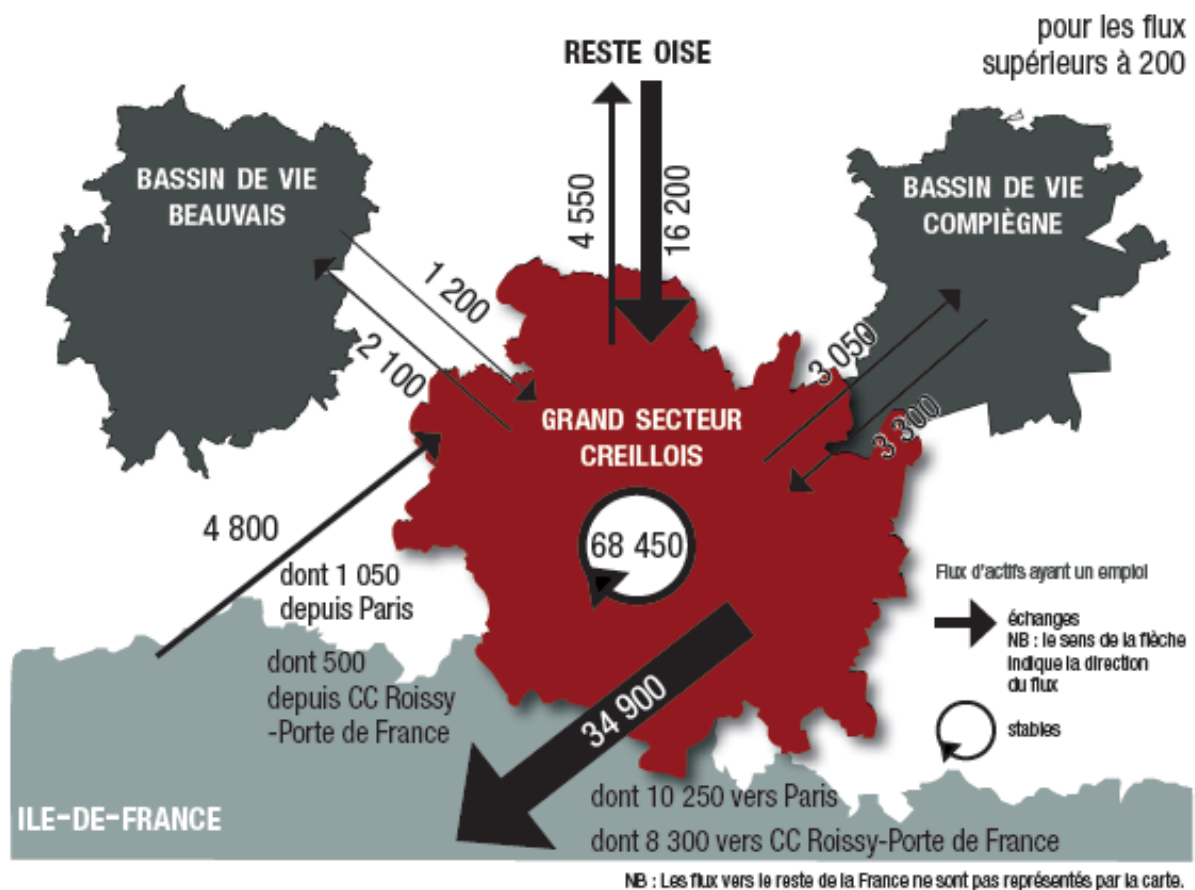 pour les flux
supérieurs à 200
RESTE OISE
4 550
16 200
BASSIN DE VIE
BEAUVAIS
BASSIN DE VIE
COMPIÈGNE
1 200
2 100
3 050
3 300
GRAND SECTEUR
CREILLOIS
68 450
4 800
dont 1 050
depuis Paris
dont 500
depuis CC Roissy
-Porte de France
34 900
Flux d'actifs ayant un emploi
échanges
NB : le sens de la flèche
indique la direction
du flux
stables
ILE-DE-FRANCE
dont 10 250 vers Paris
dont 8 300 vers CC Roissy-Porte de France
NB : Les flux vers le reste de la France ne sont pas représentés par la carte.